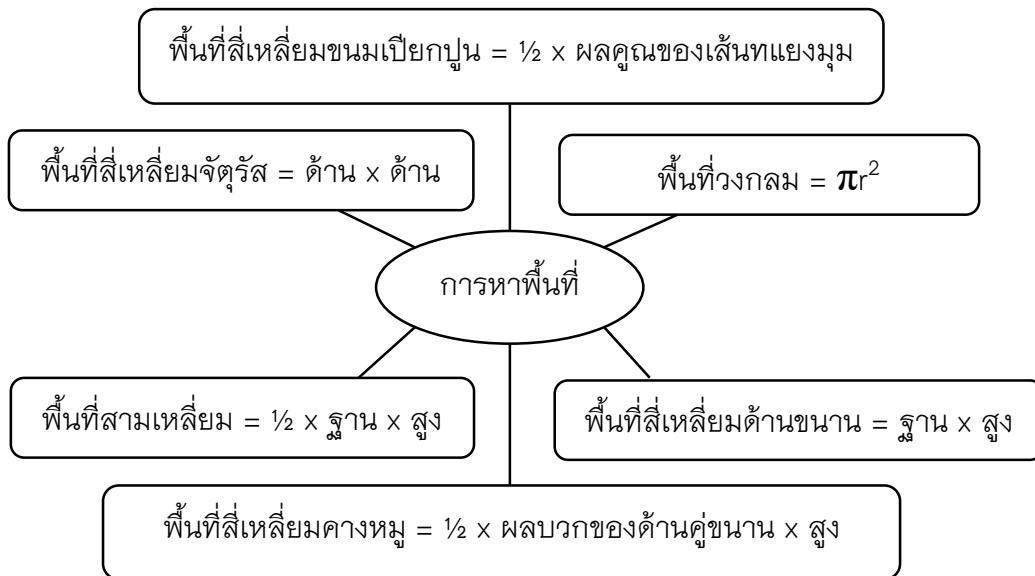 พื้นที่สี่เหลี่ยมขนมเปียกปูน = ½ x ผลคูณของเส้นทแยงมุม
พื้นที่สี่เหลี่ยมจัตุรัส = ด้าน x ด้าน
พื้นที่วงกลม = πr²
การหาพื้นที่
พื้นที่สามเหลี่ยม = ½ x ฐาน x สูง
พื้นที่สี่เหลี่ยมด้านขนาน = ฐาน x สูง
พื้นที่สี่เหลี่ยมคางหมู = ½ x ผลบวกของด้านคู่ขนาน x สูง